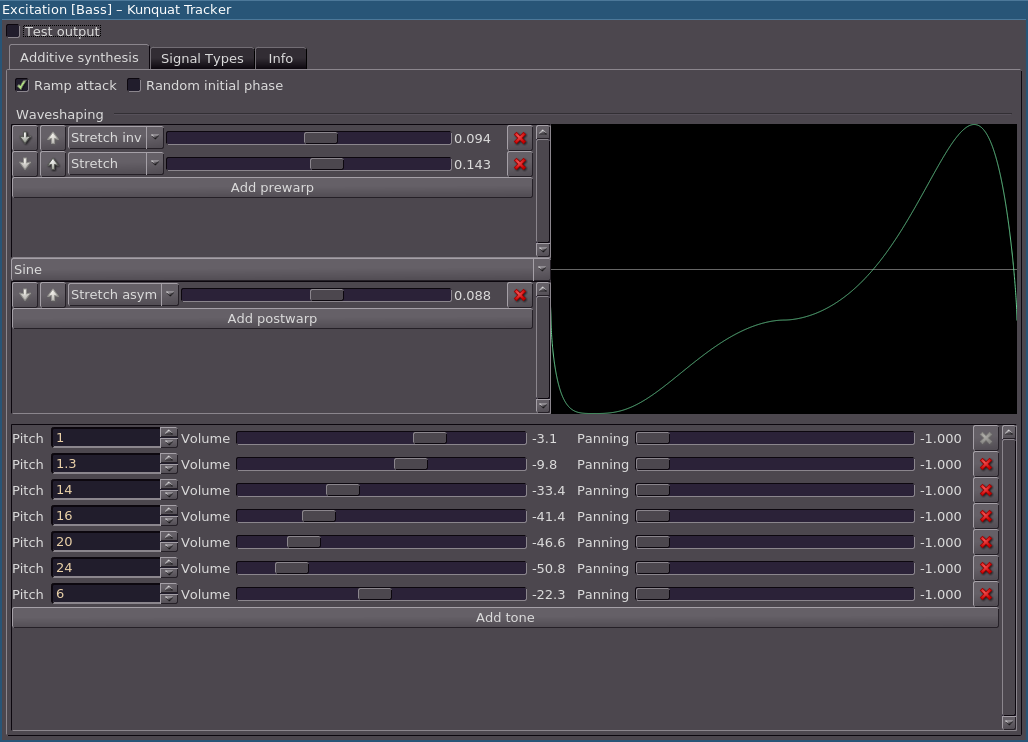 Excitation [Bass] – Kunquat Tracker
Test output
Additive synthesis Signal Types Info
Ramp attack Random initial phase
Waveshaping
Stretch inv 0.094
Stretch 0.143
Add prewarp
Sine
Stretch asym 0.088
Add postwarp
Pitch 1 Volume -3.1 Panning -1.000
Pitch 1.3 Volume -9.8 Panning -1.000
Pitch 14 Volume -33.4 Panning -1.000
Pitch 16 Volume -41.4 Panning -1.000
Pitch 20 Volume -46.6 Panning -1.000
Pitch 24 Volume -50.8 Panning -1.000
Pitch 6 Volume -22.3 Panning -1.000
Add tone